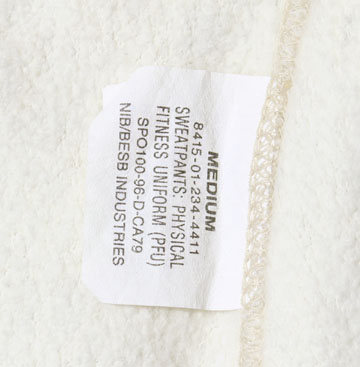 MEDIUM
8415-01-234-4411
SWEATPANTS: PHYSICAL
FITNESS UNIFORM (PFU)
SPO100-96-D-CA79
NIB/BESB INDUSTRIES